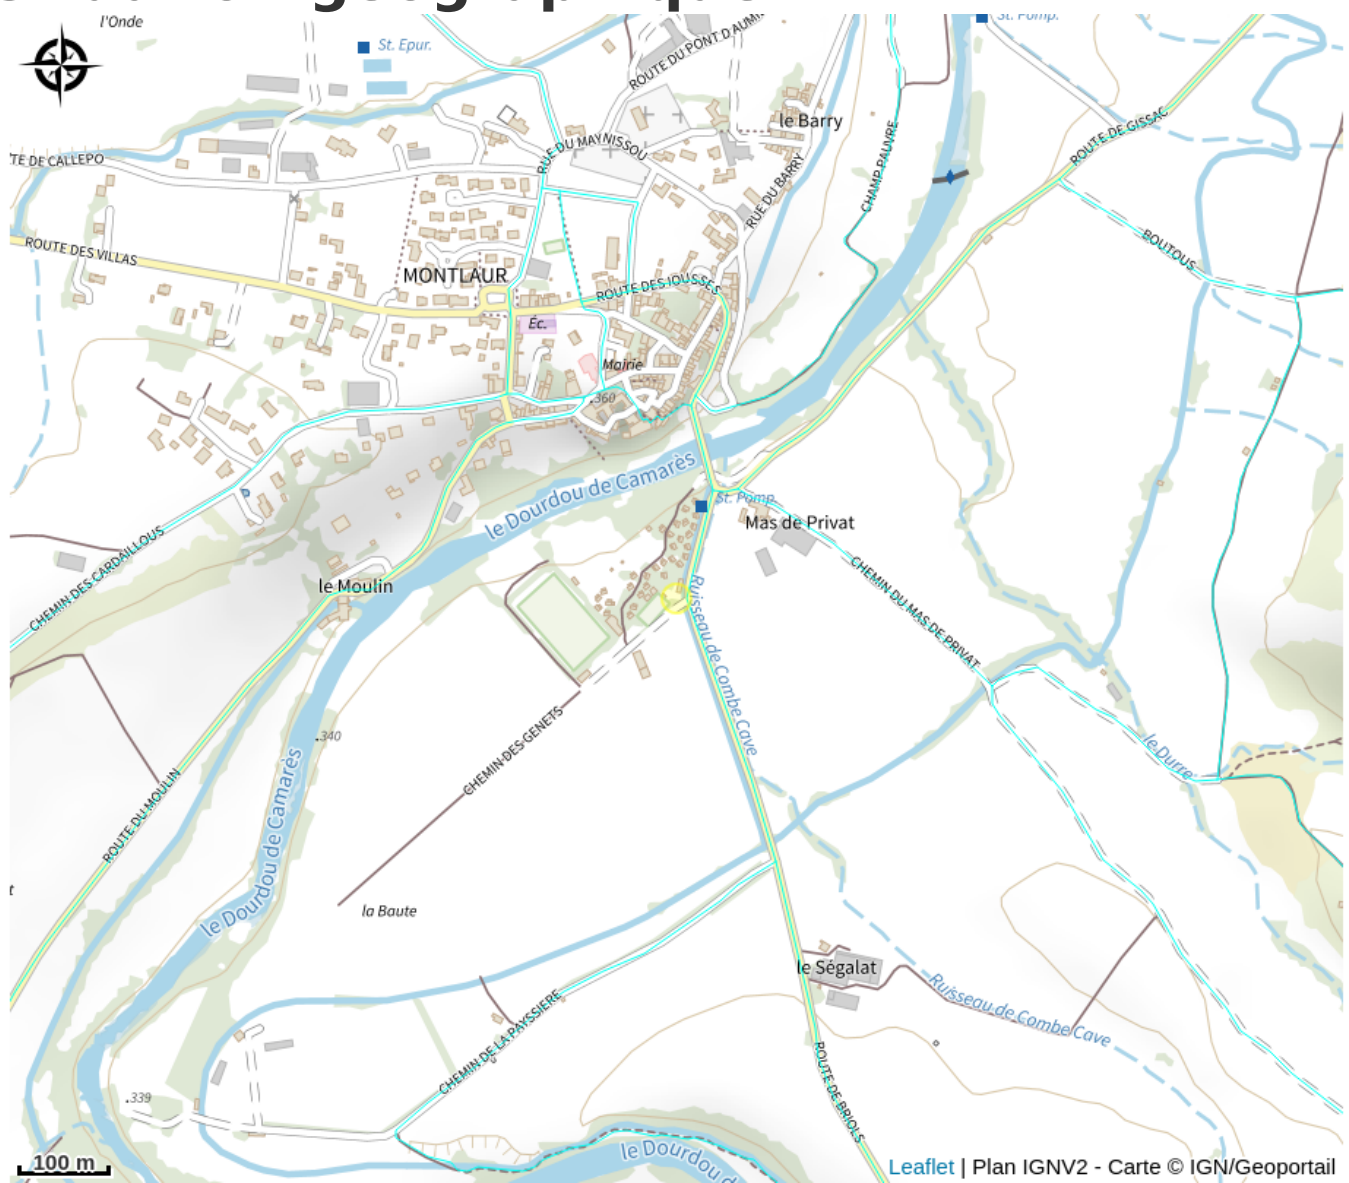 l'Onde
St. Epur.
St. Pomp.
ROUTE DU PONT D'AUMI
le Barry
ROUTE DE GISSAC
CHAMP PAUVRE
RUE DU MAYNISSOU
TE DE CALLEPO
RUE DU BARRY
BOUTOUS
ROUTE DES VILLAS
MONTLAUR
ROUTE DES IOUSSES
Éc.
Mairie
.360
le Dourdou de Camarès
St. Pomp.
Mas de Privat
CHEMIN DES CARDAILLOUS
le Moulin
CHEMIN DU MAS DE PRIVAT
Ruisseau de Combe Cave
.340
CHEMIN DES GENETS
le Durre
ROUTE DU MOULIN
le Dourdou de Camarès
t
la Baute
le Ségalat
Ruisseau de Combe Cave
CHEMIN DE LA PAYSSIERE
ROUTE DE BRIOLS
.339
le Dourdou d
100 m
Leaflet | Plan IGNV2 - Carte © IGN/Geoportail